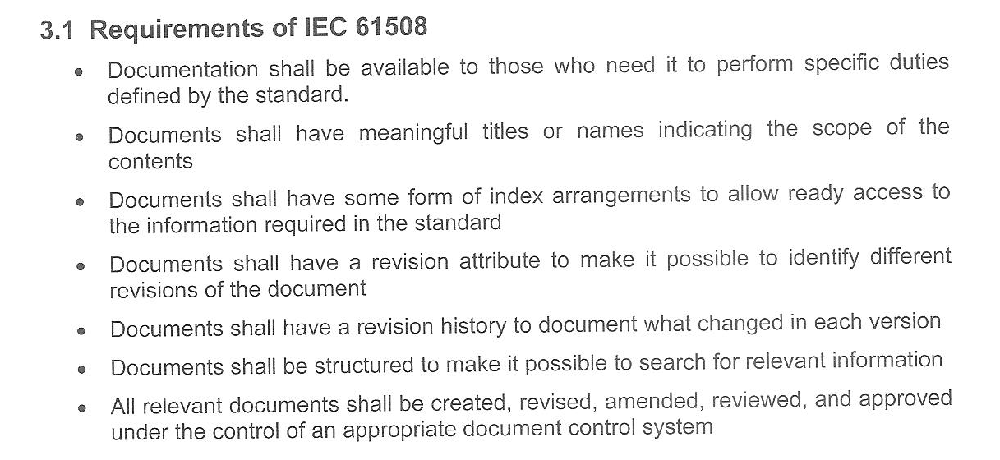 3.1 Requirements of IEC 61508
• Documentation shall be available to those who need it to perform specific duties
defined by the standard.
• Documents shall have meaningful titles or names indicating the scope of the
contents
• Documents shall have some form of index arrangements to allow ready access to
the information required in the standard
• Documents shall have a revision attribute to make it possible to identify different
revisions of the document
• Documents shall have a revision history to document what changed in each version
• Documents shall be structured to make it possible to search for relevant information
• All relevant documents shall be created, revised, amended, reviewed, and approved
under the control of an appropriate document control system